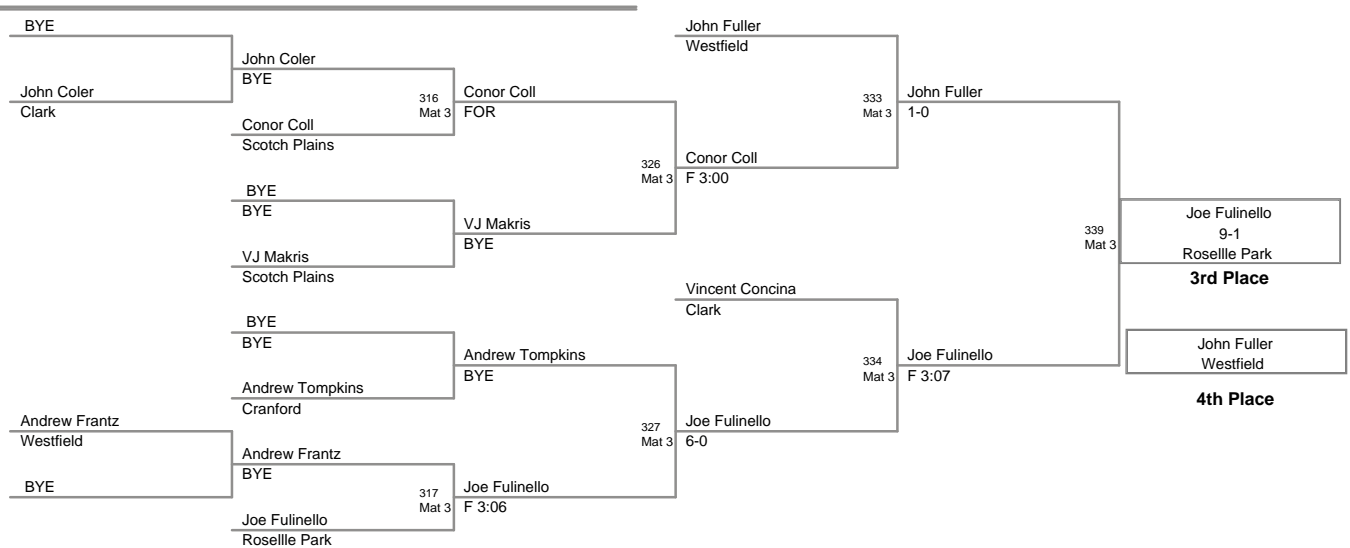 BYE
John Fuller
Westfield
John Coler
BYE
John Coler
Clark
316
Mat 3
Conor Coll
FOR
333
Mat 3
John Fuller
1-0
Conor Coll
Scotch Plains
326
Mat 3
Conor Coll
F 3:00
BYE
BYE
VJ Makris
BYE
VJ Makris
Scotch Plains
339
Mat 3
Joe Fulinello
9-1
Rosellle Park
3rd Place
Vincent Concina
Clark
BYE
BYE
Andrew Tompkins
BYE
334
Mat 3
Joe Fulinello
F 3:07
John Fuller
Westfield
4th Place
Andrew Tompkins
Cranford
Andrew Frantz
Westfield
327
Mat 3
Joe Fulinello
6-0
Andrew Frantz
BYE
BYE
317
Mat 3
Joe Fulinello
F 3:06
Joe Fulinello
Rosellle Park